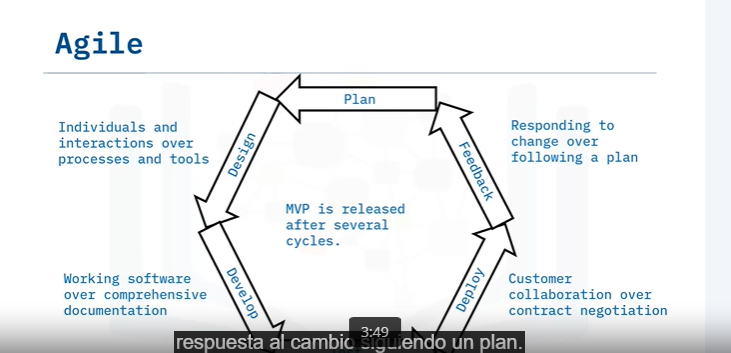 Agile
Plan
Individuals and
interactions over
processes and tools
Design
Feedback
Responding to
change over
following a plan
MVP is released
after several
cycles.
Working software
over comprehensive
documentation
Develop
Deploy
Customer
collaboration over
contract negotiation
3:49
respuesta al cambio siguiendo un plan.